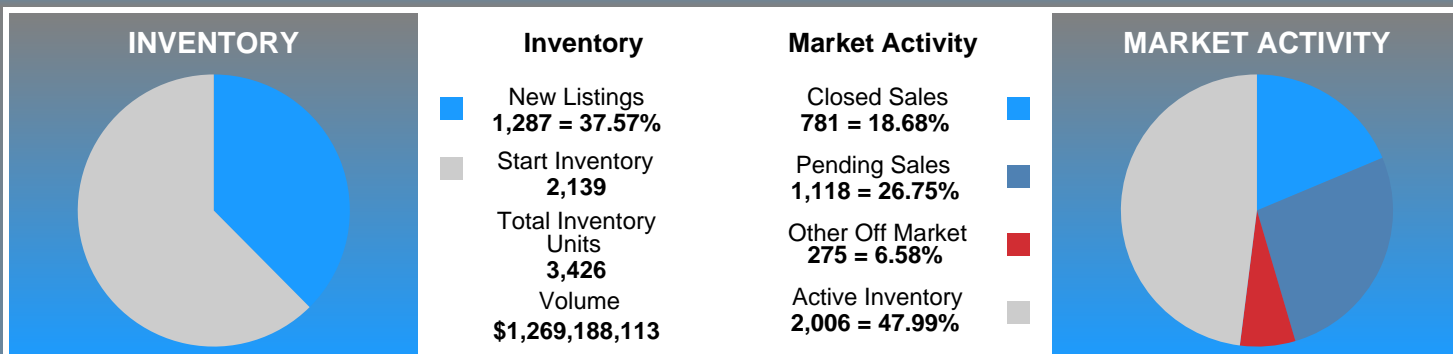 INVENTORY
Inventory
New Listings
1,287 = 37.57%
Start Inventory
2,139
Total Inventory
Units
3,426
Volume
$1,269,188,113
Market Activity
Closed Sales
781 = 18.68%
Pending Sales
1,118 = 26.75%
Other Off Market
275 = 6.58%
Active Inventory
2,006 = 47.99%
MARKET ACTIVITY